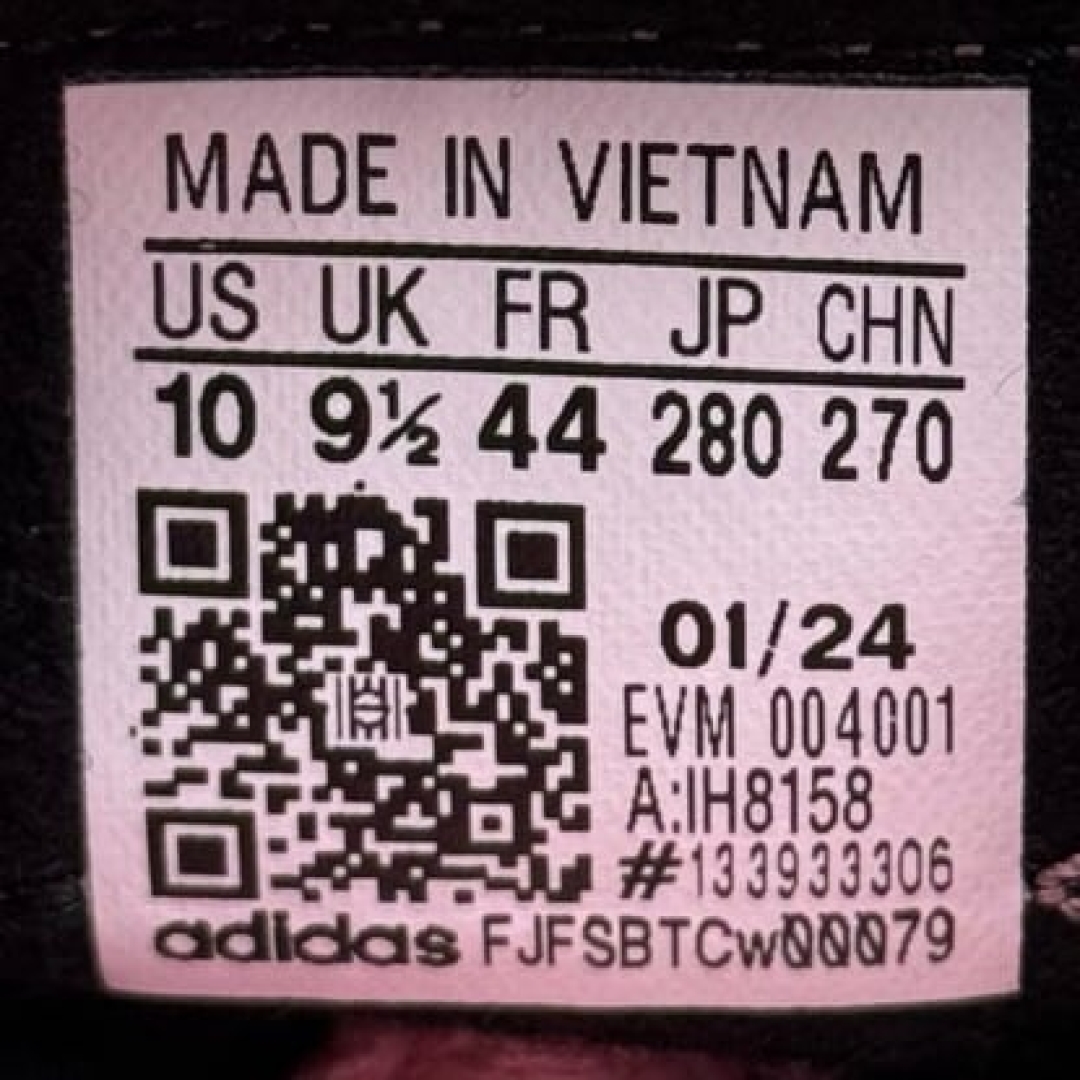 MADE IN VIETNAM
US UK FR JP CHN
10 9½ 44 280 270
01/24
EVM 004001
A:IH8158
#133933306
adidas FJFSBTCw00079